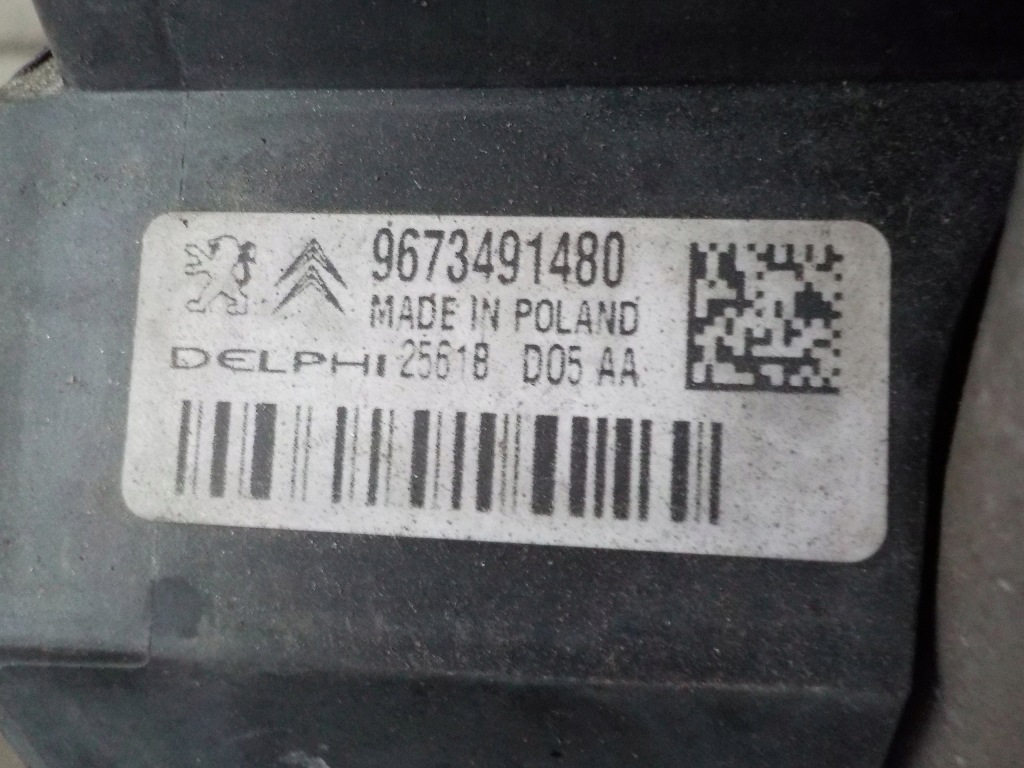 9673491480
MADE IN POLAND
DELPHI 25618 D05 AA